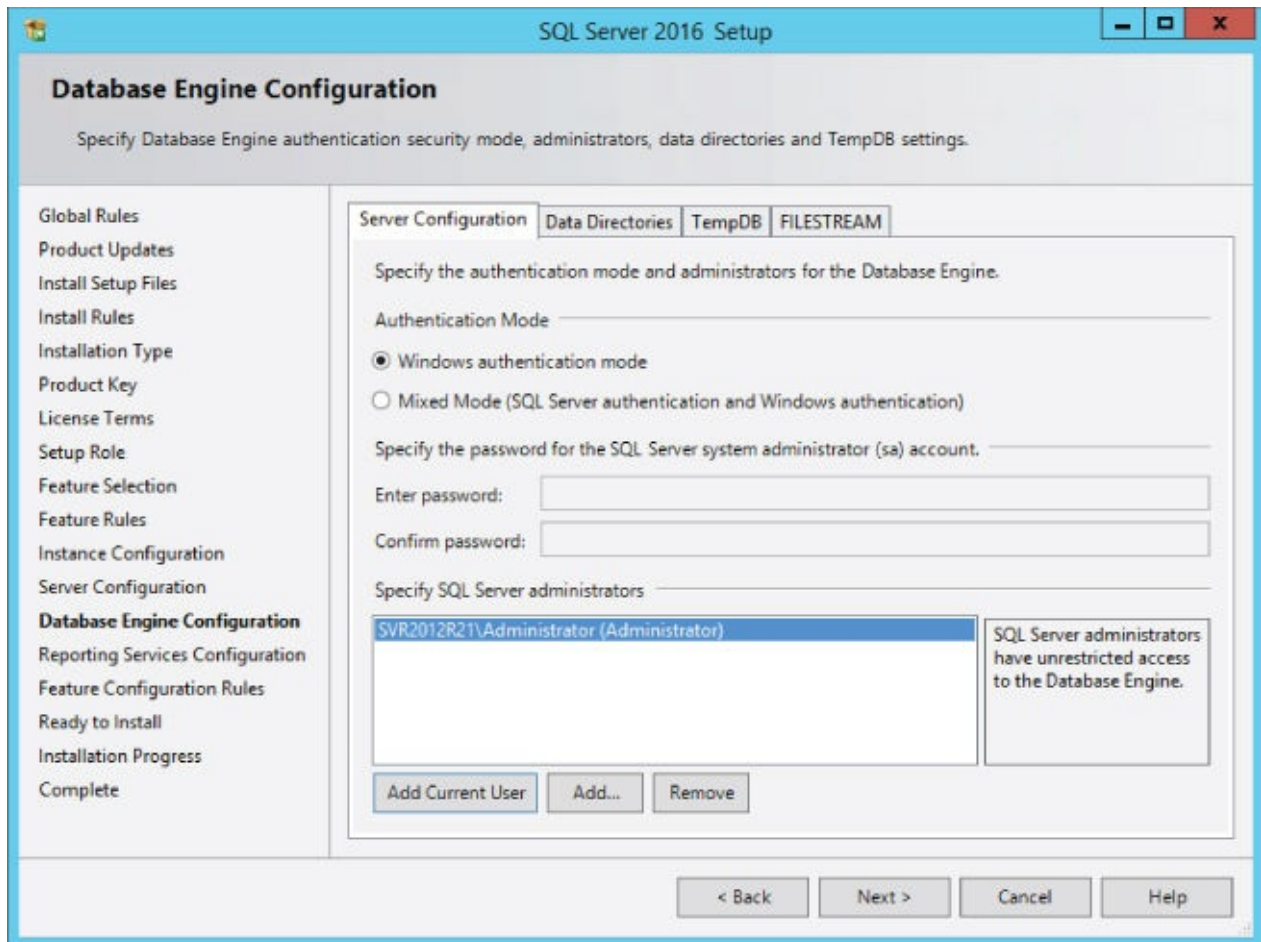 SQL Server 2016 Setup
Database Engine Configuration
Specify Database Engine authentication security mode, administrators, data directories and TempDB settings.
Global Rules
Product Updates
Install Setup Files
Install Rules
Installation Type
Product Key
License Terms
Setup Role
Feature Selection
Feature Rules
Instance Configuration
Server Configuration
Database Engine Configuration
Reporting Services Configuration
Feature Configuration Rules
Ready to Install
Installation Progress
Complete
Server Configuration Data Directories TempDB FILESTREAM
Specify the authentication mode and administrators for the Database Engine.
Authentication Mode
Windows authentication mode
Mixed Mode (SQL Server authentication and Windows authentication)
Specify the password for the SQL Server system administrator (sa) account.
Enter password:
Confirm password:
Specify SQL Server administrators
SVR2012R21\Administrator (Administrator)
SQL Server administrators
have unrestricted access
to the Database Engine.
Add Current User Add... Remove
< Back Next > Cancel Help